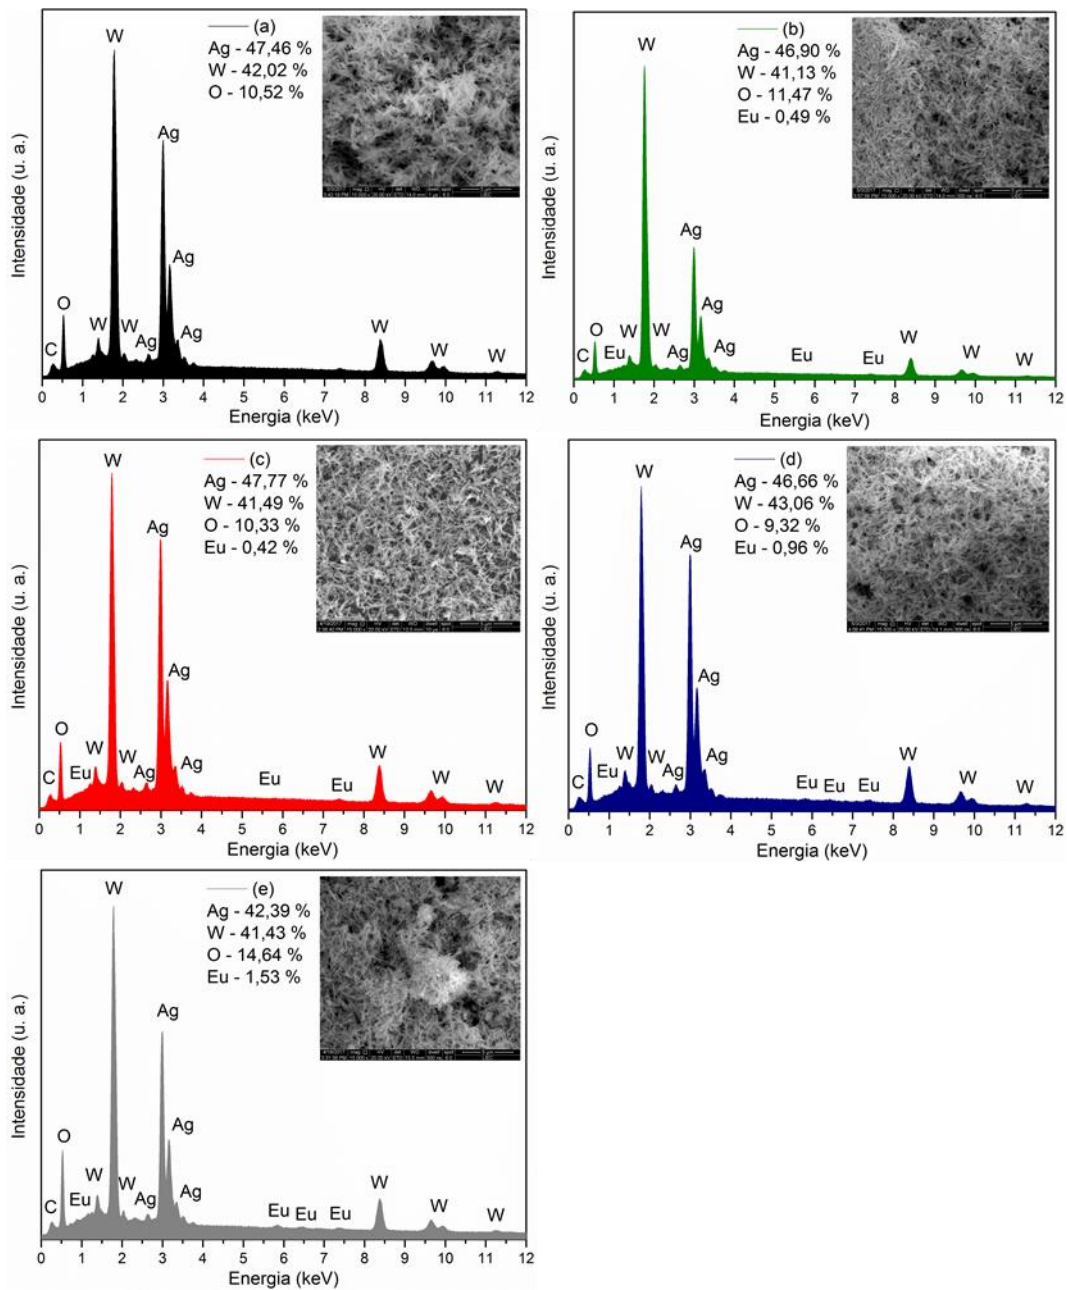 (a)
Ag - 47,46 %
W - 42,02 %
O - 10,52 %
W
Ag
Ag
O
W
W
Ag
Ag
C
W
W
W
Intensidade (u. a.)
0 1 2 3 4 5 6 7 8 9 10 11 12
Energia (keV)
(b)
Ag - 46,90 %
W - 41,13 %
O - 11,47 %
Eu - 0,49 %
W
Ag
Ag
O
W
W
Ag
Ag
C
Eu
Eu
Eu
W
W
W
Intensidade (u. a.)
0 1 2 3 4 5 6 7 8 9 10 11 12
Energia (keV)
(c)
Ag - 47,77 %
W - 41,49 %
O - 10,33 %
Eu - 0,42 %
W
Ag
Ag
O
W
W
Ag
Ag
C
Eu
Eu
Eu
W
W
W
Intensidade (u. a.)
0 1 2 3 4 5 6 7 8 9 10 11 12
Energia (keV)
(d)
Ag - 46,66 %
W - 43,06 %
O - 9,32 %
Eu - 0,96 %
W
Ag
Ag
O
W
W
Ag
Ag
C
Eu
Eu
Eu
Eu
W
W
W
Intensidade (u. a.)
0 1 2 3 4 5 6 7 8 9 10 11 12
Energia (keV)
(e)
Ag - 42,39 %
W - 41,43 %
O - 14,64 %
Eu - 1,53 %
W
Ag
Ag
O
W
W
Ag
Ag
C
Eu
Eu
Eu
Eu
W
W
W
Intensidade (u. a.)
0 1 2 3 4 5 6 7 8 9 10 11 12
Energia (keV)